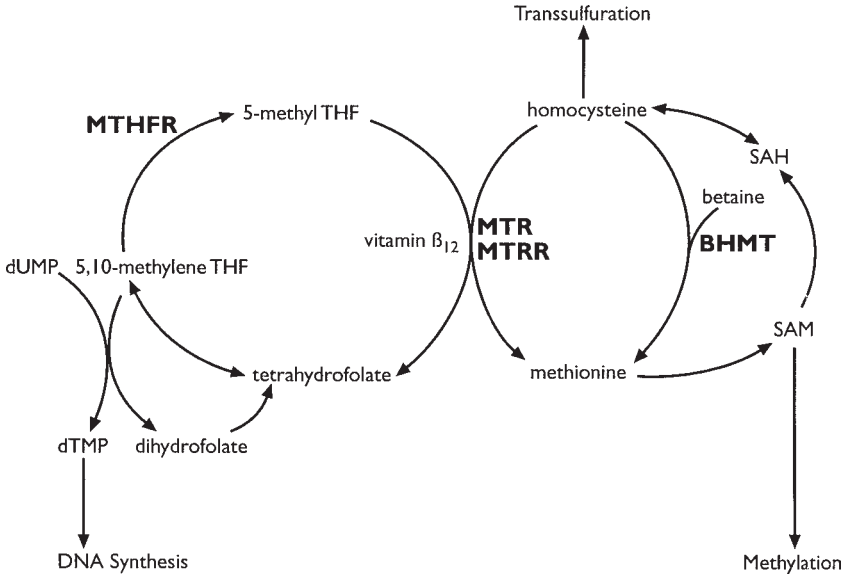 Transsulfuration
5-methyl THF
homocysteine
MTHFR
SAH
betaine
vitamin ß12
MTR
MTRR
BHMT
dUMP
5,10-methylene THF
SAM
tetrahydrofolate
methionine
dTMP
dihydrofolate
DNA Synthesis
Methylation